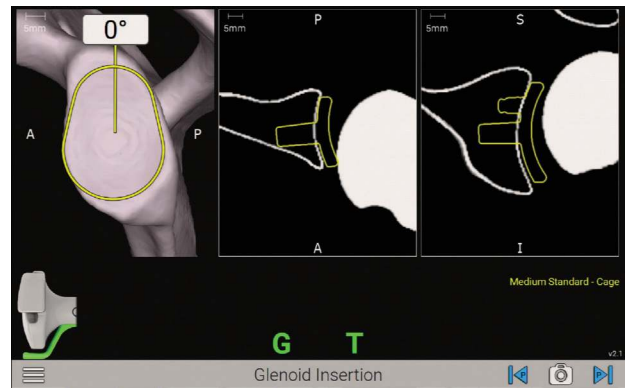 5mm
0°
A
P
5mm
P
A
5mm
S
I
Medium Standard - Cage
G T
v2.1
Glenoid Insertion
P
P